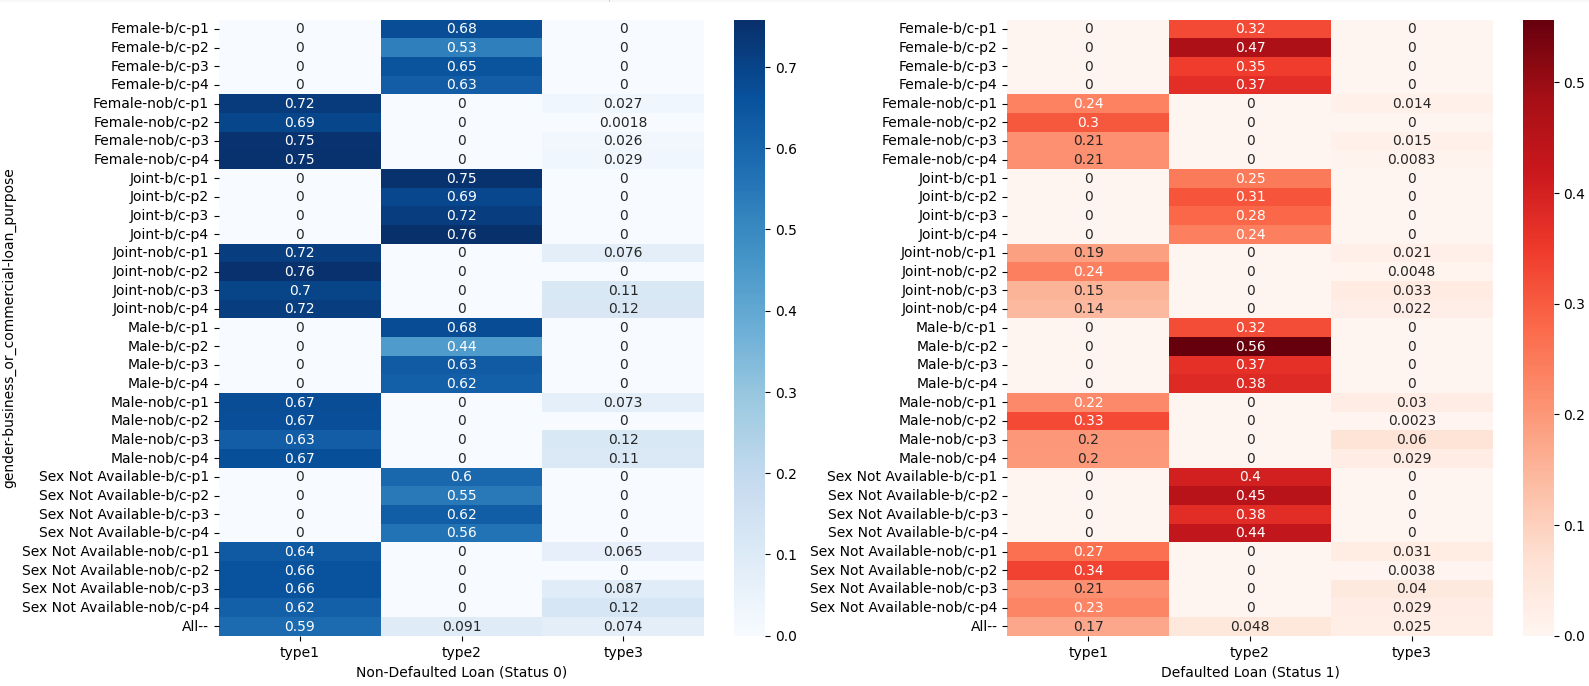 gender-business_or_commercial-loan_purpose
Female-b/c-p1 0 0.68 0
Female-b/c-p2 0 0.53 0
Female-b/c-p3 0 0.65 0
Female-b/c-p4 0 0.63 0
Female-nob/c-p1 0.72 0 0.027
Female-nob/c-p2 0.69 0 0.0018
Female-nob/c-p3 0.75 0 0.026
Female-nob/c-p4 0.75 0 0.029
Joint-b/c-p1 0 0.75 0
Joint-b/c-p2 0 0.69 0
Joint-b/c-p3 0 0.72 0
Joint-b/c-p4 0 0.76 0
Joint-nob/c-p1 0.72 0 0.076
Joint-nob/c-p2 0.76 0 0
Joint-nob/c-p3 0.7 0 0.11
Joint-nob/c-p4 0.72 0 0.12
Male-b/c-p1 0 0.68 0
Male-b/c-p2 0 0.44 0
Male-b/c-p3 0 0.63 0
Male-b/c-p4 0 0.62 0
Male-nob/c-p1 0.67 0 0.073
Male-nob/c-p2 0.67 0 0
Male-nob/c-p3 0.63 0 0.12
Male-nob/c-p4 0.67 0 0.11
Sex Not Available-b/c-p1 0 0.6 0
Sex Not Available-b/c-p2 0 0.55 0
Sex Not Available-b/c-p3 0 0.62 0
Sex Not Available-b/c-p4 0 0.56 0
Sex Not Available-nob/c-p1 0.64 0 0.065
Sex Not Available-nob/c-p2 0.66 0 0
Sex Not Available-nob/c-p3 0.66 0 0.087
Sex Not Available-nob/c-p4 0.62 0 0.12
All-- 0.59 0.091 0.074
type1 type2 type3
Non-Defaulted Loan (Status 0)
0.7
0.6
0.5
0.4
0.3
0.2
0.1
0.0
Female-b/c-p1 0 0.32 0
Female-b/c-p2 0 0.47 0
Female-b/c-p3 0 0.35 0
Female-b/c-p4 0 0.37 0
Female-nob/c-p1 0.24 0 0.014
Female-nob/c-p2 0.3 0 0
Female-nob/c-p3 0.21 0 0.015
Female-nob/c-p4 0.21 0 0.0083
Joint-b/c-p1 0 0.25 0
Joint-b/c-p2 0 0.31 0
Joint-b/c-p3 0 0.28 0
Joint-b/c-p4 0 0.24 0
Joint-nob/c-p1 0.19 0 0.021
Joint-nob/c-p2 0.24 0 0.0048
Joint-nob/c-p3 0.15 0 0.033
Joint-nob/c-p4 0.14 0 0.022
Male-b/c-p1 0 0.32 0
Male-b/c-p2 0 0.56 0
Male-b/c-p3 0 0.37 0
Male-b/c-p4 0 0.38 0
Male-nob/c-p1 0.22 0 0.03
Male-nob/c-p2 0.33 0 0.0023
Male-nob/c-p3 0.2 0 0.06
Male-nob/c-p4 0.2 0 0.029
Sex Not Available-b/c-p1 0 0.4 0
Sex Not Available-b/c-p2 0 0.45 0
Sex Not Available-b/c-p3 0 0.38 0
Sex Not Available-b/c-p4 0 0.44 0
Sex Not Available-nob/c-p1 0.27 0 0.031
Sex Not Available-nob/c-p2 0.34 0 0.0038
Sex Not Available-nob/c-p3 0.21 0 0.04
Sex Not Available-nob/c-p4 0.23 0 0.029
All-- 0.17 0.048 0.025
type1 type2 type3
Defaulted Loan (Status 1)
0.5
0.4
0.3
0.2
0.1
0.0